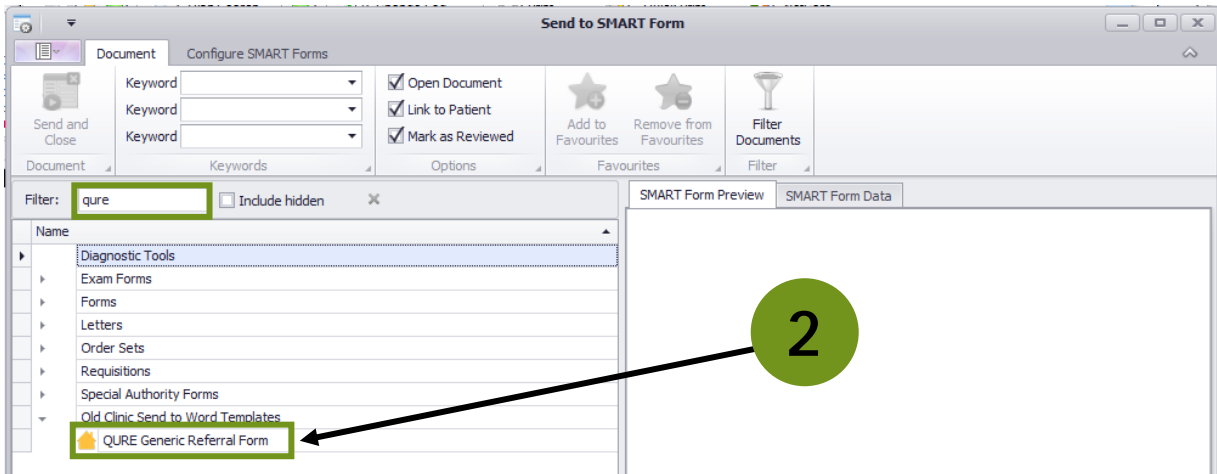 Send to SMART Form
Document Configure SMART Forms
Send and Close
Keyword
Keyword
Keyword
Open Document
Link to Patient
Mark as Reviewed
Add to Favourites
Remove from Favourites
Filter Documents
Document Keywords Options Favourites Filter
Filter: qure Include hidden
SMART Form Preview SMART Form Data
Name
Diagnostic Tools
Exam Forms
Forms
Letters
Order Sets
Requisitions
Special Authority Forms
Old Clinic Send to Word Templates
QURE Generic Referral Form
2